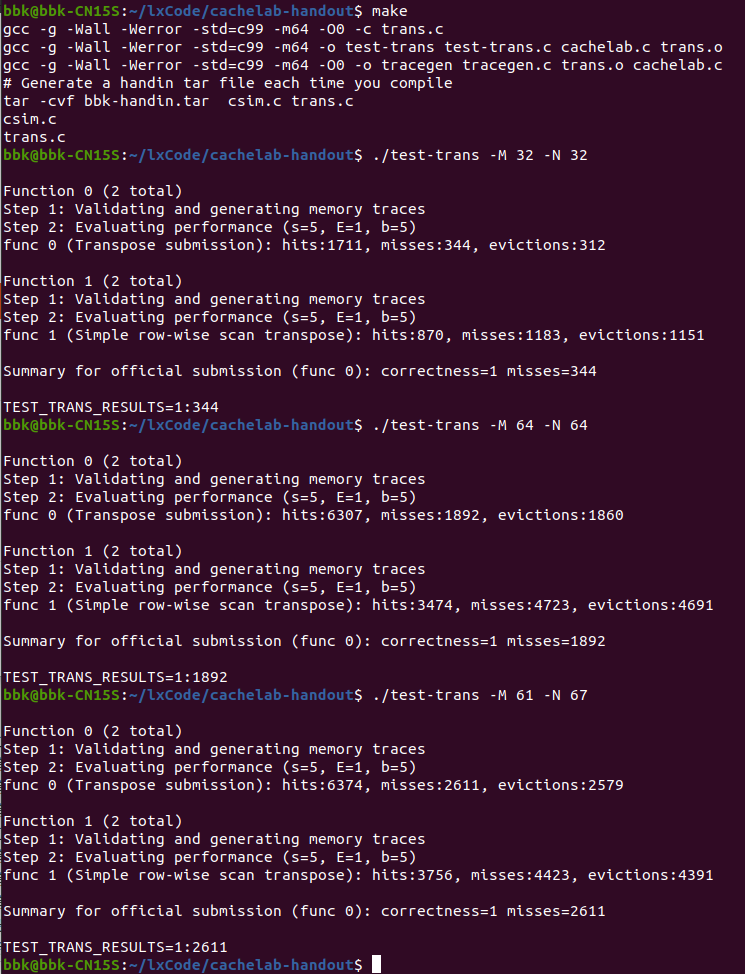 bbk@bbk-CN15S:~/lxCode/cachelab-handout$ make
gcc -g -Wall -Werror -std=c99 -m64 -O0 -c trans.c
gcc -g -Wall -Werror -std=c99 -m64 -o test-trans test-trans.c cachelab.c trans.o
gcc -g -Wall -Werror -std=c99 -m64 -O0 -o tracegen tracegen.c trans.o cachelab.c
# Generate a handin tar file each time you compile
tar -cvf bbk-handin.tar  csim.c trans.c
csim.c
trans.c
bbk@bbk-CN15S:~/lxCode/cachelab-handout$ ./test-trans -M 32 -N 32
Function 0 (2 total)
Step 1: Validating and generating memory traces
Step 2: Evaluating performance (s=5, E=1, b=5)
func 0 (Transpose submission): hits:1711, misses:344, evictions:312
Function 1 (2 total)
Step 1: Validating and generating memory traces
Step 2: Evaluating performance (s=5, E=1, b=5)
func 1 (Simple row-wise scan transpose): hits:870, misses:1183, evictions:1151
Summary for official submission (func 0): correctness=1 misses=344
TEST_TRANS_RESULTS=1:344
bbk@bbk-CN15S:~/lxCode/cachelab-handout$ ./test-trans -M 64 -N 64
Function 0 (2 total)
Step 1: Validating and generating memory traces
Step 2: Evaluating performance (s=5, E=1, b=5)
func 0 (Transpose submission): hits:6307, misses:1892, evictions:1860
Function 1 (2 total)
Step 1: Validating and generating memory traces
Step 2: Evaluating performance (s=5, E=1, b=5)
func 1 (Simple row-wise scan transpose): hits:3474, misses:4723, evictions:4691
Summary for official submission (func 0): correctness=1 misses=1892
TEST_TRANS_RESULTS=1:1892
bbk@bbk-CN15S:~/lxCode/cachelab-handout$ ./test-trans -M 61 -N 67
Function 0 (2 total)
Step 1: Validating and generating memory traces
Step 2: Evaluating performance (s=5, E=1, b=5)
func 0 (Transpose submission): hits:6374, misses:2611, evictions:2579
Function 1 (2 total)
Step 1: Validating and generating memory traces
Step 2: Evaluating performance (s=5, E=1, b=5)
func 1 (Simple row-wise scan transpose): hits:3756, misses:4423, evictions:4391
Summary for official submission (func 0): correctness=1 misses=2611
TEST_TRANS_RESULTS=1:2611
bbk@bbk-CN15S:~/lxCode/cachelab-handout$